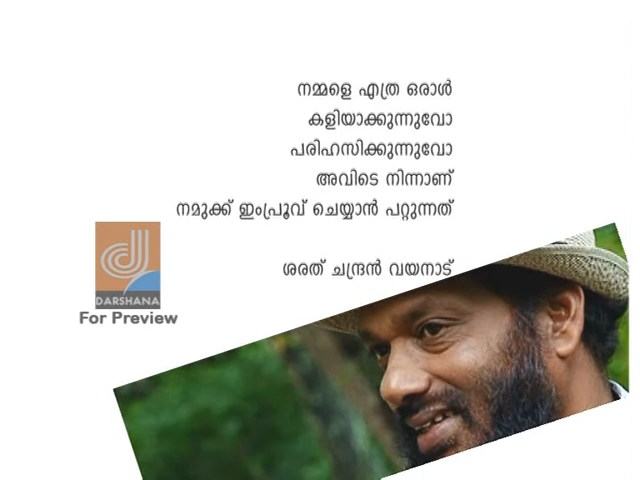 നമ്മളെ എത്ര ഒരാൾ
കളിയാക്കുന്നുവോ
പരിഹസിക്കുന്നുവോ
അവിടെ നിന്നാണ്
നമുക്ക് ഇംപ്രൂവ് ചെയ്യാൻ പറ്റുന്നത്
ശരത് ചന്ദ്രൻ വയനാട്
DARSHANA
For Preview